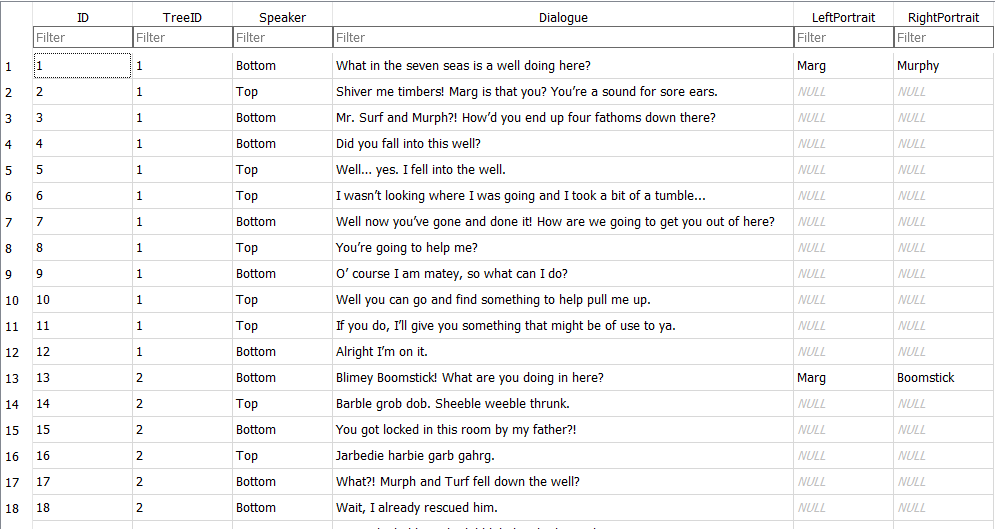 ID TreeID Speaker Dialogue LeftPortrait RightPortrait
Filter Filter Filter Filter Filter Filter
1 1 1 Bottom What in the seven seas is a well doing here? Marg Murphy
2 2 1 Top Shiver me timbers! Marg is that you? You’re a sound for sore ears. NULL NULL
3 3 1 Bottom Mr. Surf and Murph?! How’d you end up four fathoms down there? NULL NULL
4 4 1 Bottom Did you fall into this well? NULL NULL
5 5 1 Top Well... yes. I fell into the well. NULL NULL
6 6 1 Top I wasn’t looking where I was going and I took a bit of a tumble... NULL NULL
7 7 1 Bottom Well now you’ve gone and done it! How are we going to get you out of here? NULL NULL
8 8 1 Top You’re going to help me? NULL NULL
9 9 1 Bottom O’ course I am matey, so what can I do? NULL NULL
10 10 1 Top Well you can go and find something to help pull me up. NULL NULL
11 11 1 Top If you do, I’ll give you something that might be of use to ya. NULL NULL
12 12 1 Bottom Alright I’m on it. NULL NULL
13 13 2 Bottom Blimey Boomstick! What are you doing in here? Marg Boomstick
14 14 2 Top Barble grob dob. Sheeble weeble thrunk. NULL NULL
15 15 2 Bottom You got locked in this room by my father?! NULL NULL
16 16 2 Top Jarbedie harbie garb gahrg. NULL NULL
17 17 2 Bottom What?! Murph and Turf fell down the well? NULL NULL
18 18 2 Bottom Wait, I already rescued him. NULL NULL